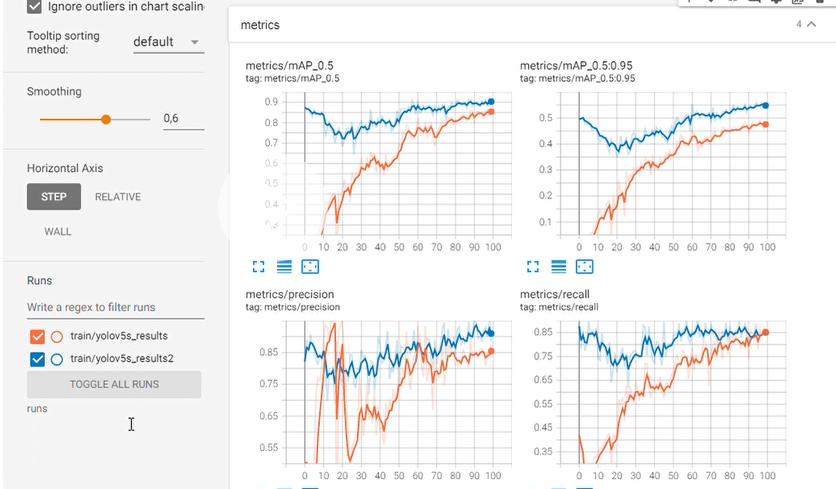 Ignore outliers in chart scalin
Tooltip sorting
method:
default
Smoothing
0,6
Horizontal Axis
STEP
RELATIVE
WALL
Runs
Write a regex to filter runs
train/yolov5s_results
train/yolov5s_results2
TOGGLE ALL RUNS
runs
metrics
4
metrics/mAP_0.5
tag: metrics/mAP_0.5
0.9
0.8
0.7
0.6
0.5
0.4
0.3
0 10 20 30 40 50 60 70 80 90 100
metrics/mAP_0.5:0.95
tag: metrics/mAP_0.5:0.95
0.5
0.4
0.3
0.2
0.1
0 10 20 30 40 50 60 70 80 90 100
metrics/precision
tag: metrics/precision
0.85
0.75
0.65
0.55
0 10 20 30 40 50 60 70 80 90 100
metrics/recall
tag: metrics/recall
0.85
0.75
0.65
0.55
0.45
0.35
0 10 20 30 40 50 60 70 80 90 100